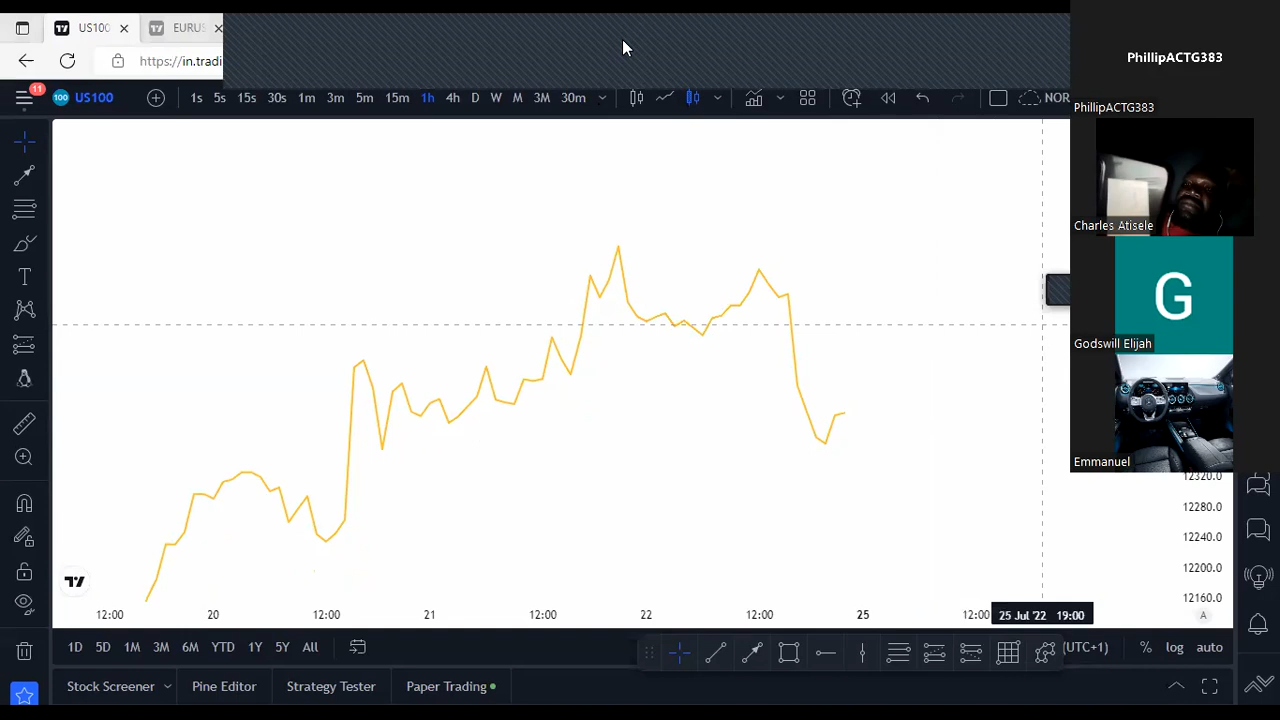 US100
EURUS
https://in.tradi
11
100
US100
1s 5s 15s 30s 1m 3m 5m 15m 1h 4h D W M 3M 30m
NOR
PhillipACTG383
PhillipACTG383
Charles Atisele
G
Godswill Elijah
Emmanuel
12320.0
12280.0
12240.0
12200.0
12160.0
12:00 20 12:00 21 12:00 22 12:00 25 12:00
25 Jul '22 19:00
A
1D 5D 1M 3M 6M YTD 1Y 5Y All
(UTC+1) % log auto
Stock Screener Pine Editor Strategy Tester Paper Trading